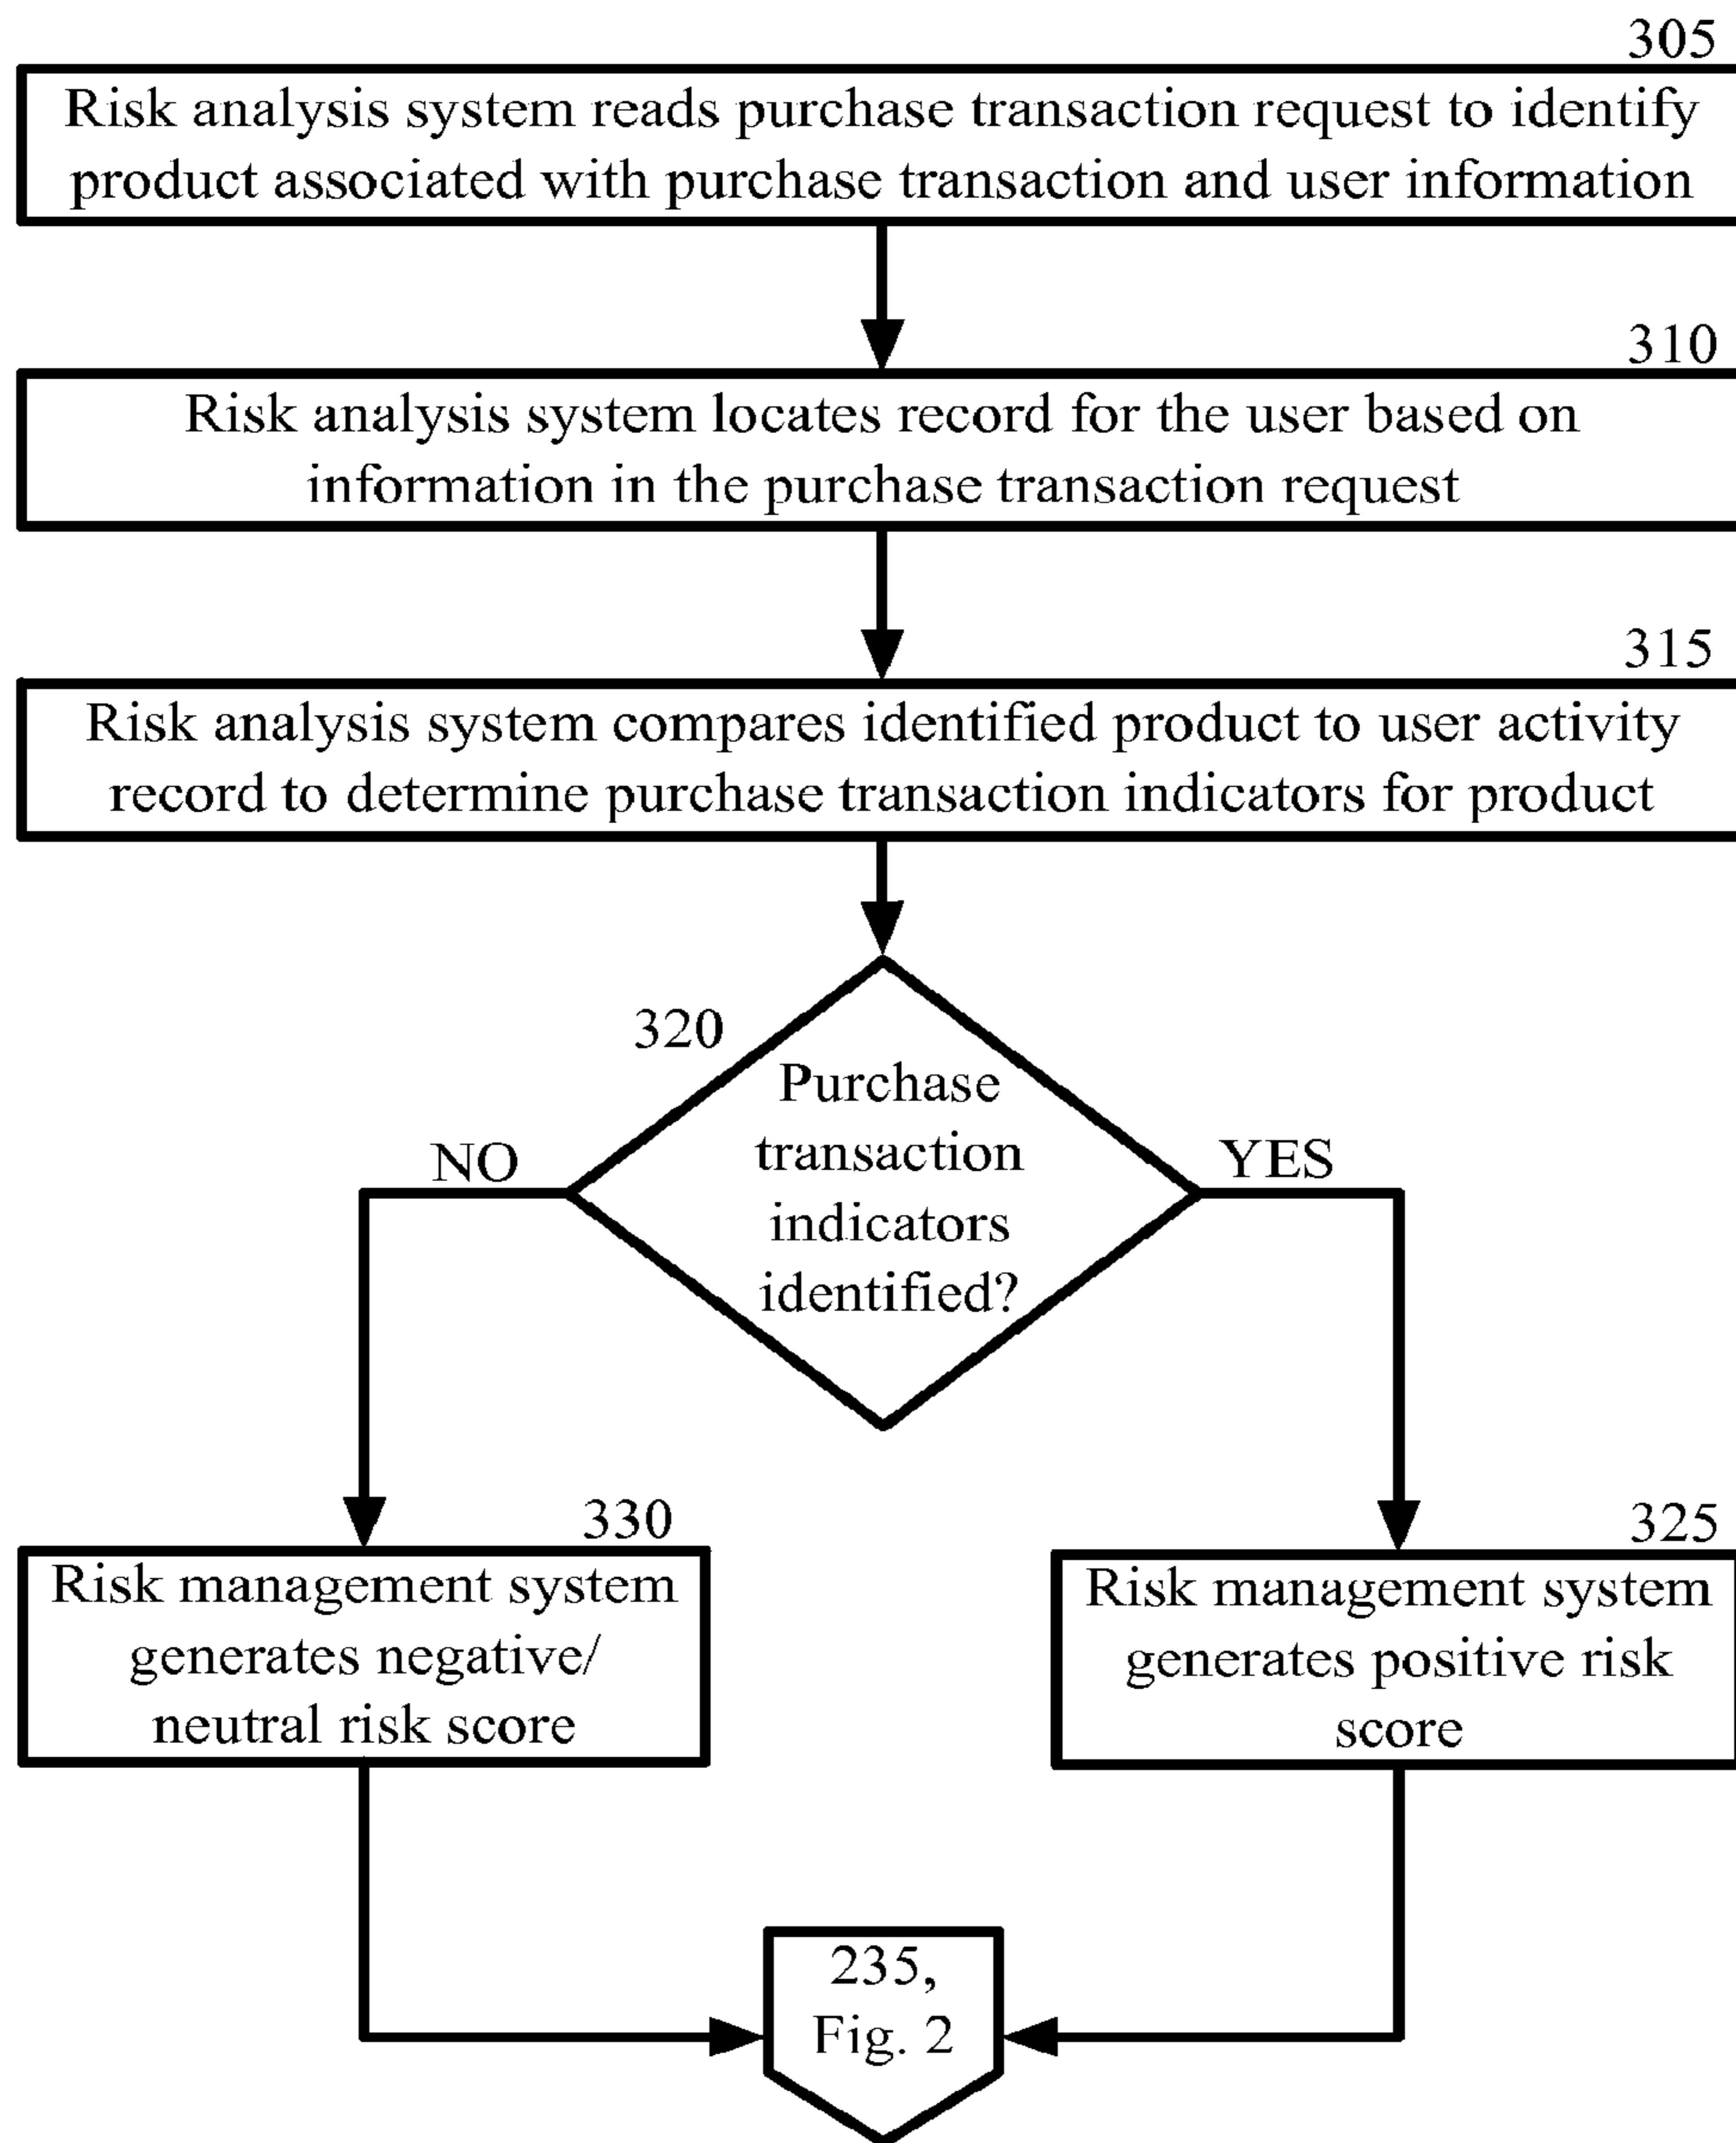 305
Risk analysis system reads purchase transaction request to identify
product associated with purchase transaction and user information
310
Risk analysis system locates record for the user based on
information in the purchase transaction request
315
Risk analysis system compares identified product to user activity
record to determine purchase transaction indicators for product
320
Purchase
transaction
indicators
identified?
NO
YES
330
Risk management system
generates negative/
neutral risk score
325
Risk management system
generates positive risk
score
235,
Fig. 2